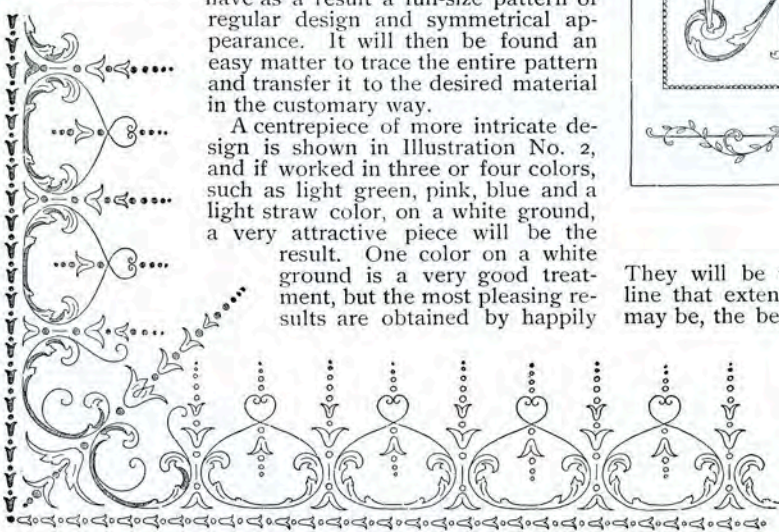 have as a result a full-size pattern of
regular design and symmetrical ap-
pearance. It will then be found an
easy matter to trace the entire pattern
and transfer it to the desired material
in the customary way.
A centrepiece of more intricate de-
sign is shown in Illustration No. 2,
and if worked in three or four colors,
such as light green, pink, blue and a
light straw color, on a white ground,
a very attractive piece will be the
result. One color on a white
ground is a very good treat-
ment, but the most pleasing re-
sults are obtained by happily
They will be
line that exten
may be, the be